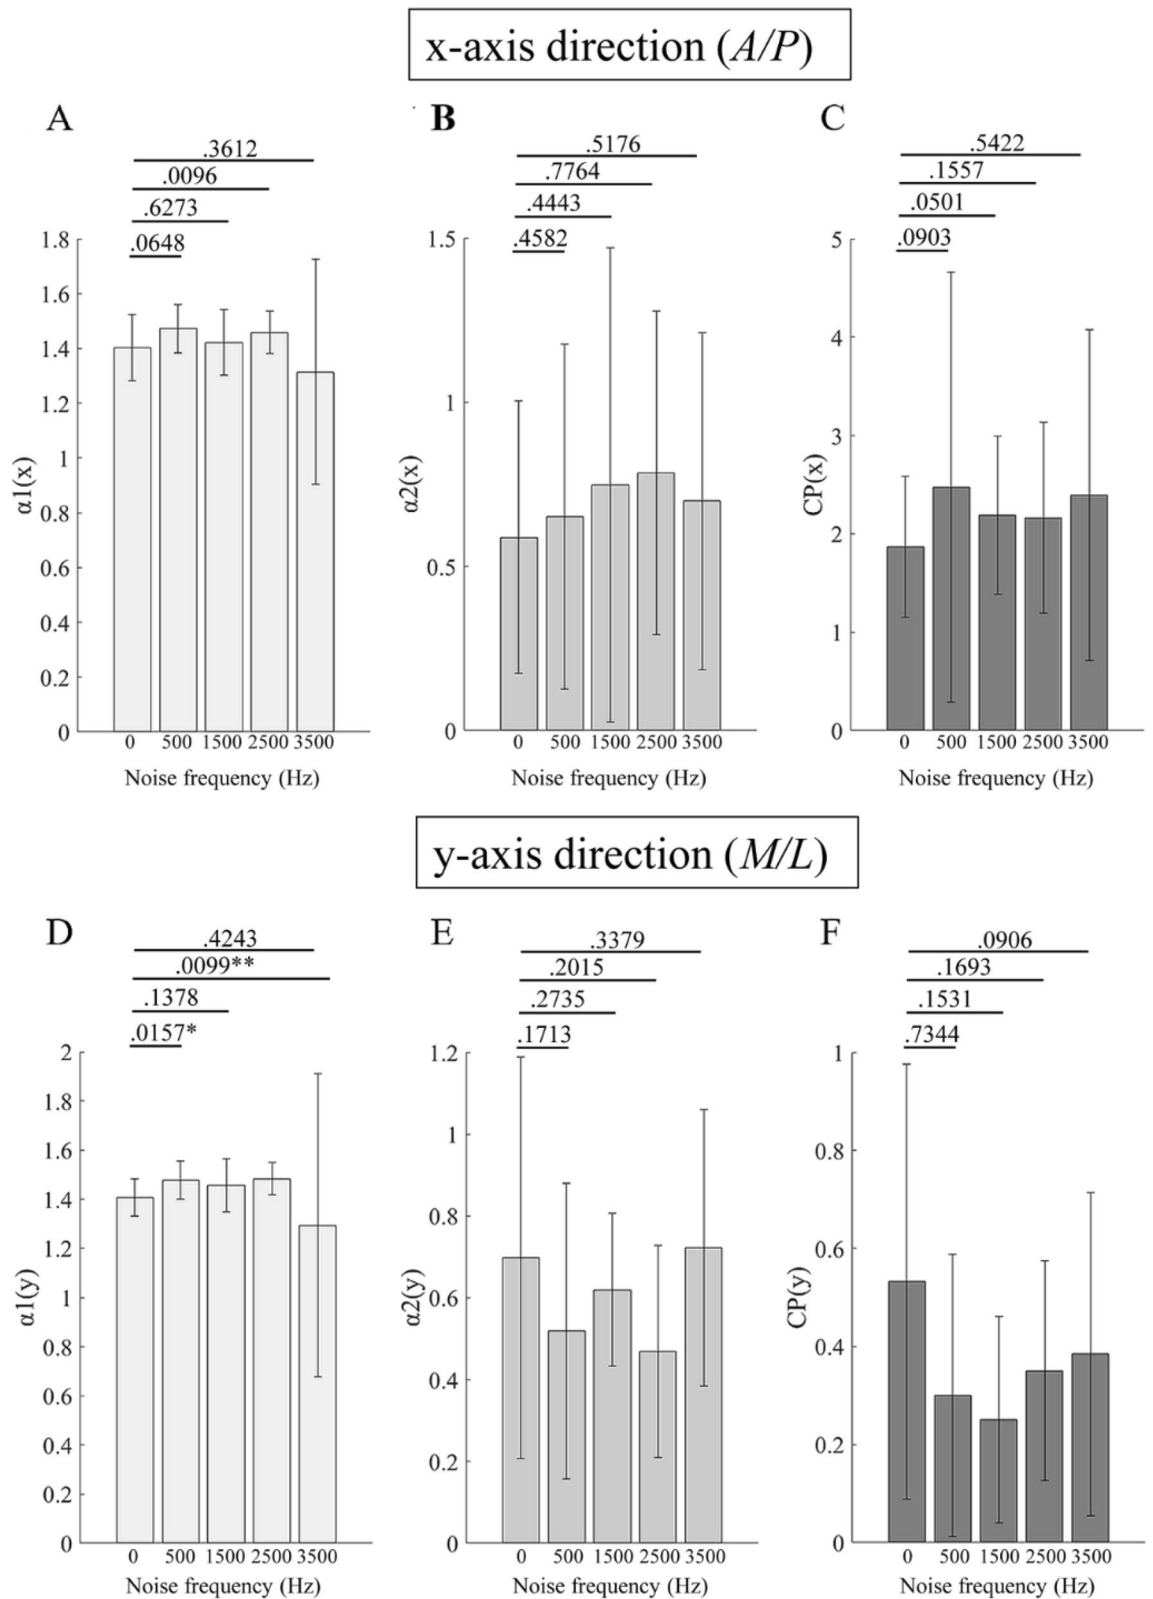 x-axis direction (A/P)
A
.3612
.0096
.6273
.0648
1.8
1.6
1.4
1.2
1
0.8
0.6
0.4
0.2
0
α1(x)
0 500 1500 2500 3500
Noise frequency (Hz)
B
.5176
.7764
.4443
.4582
1.5
1
0.5
0
α2(x)
0 500 1500 2500 3500
Noise frequency (Hz)
C
.5422
.1557
.0501
.0903
5
4
3
2
1
0
CP(x)
0 500 1500 2500 3500
Noise frequency (Hz)
y-axis direction (M/L)
D
.4243
.0099**
.1378
.0157*
2
1.8
1.6
1.4
1.2
1
0.8
0.6
0.4
0.2
0
α1(y)
0 500 1500 2500 3500
Noise frequency (Hz)
E
.3379
.2015
.2735
.1713
1.2
1
0.8
0.6
0.4
0.2
0
α2(y)
0 500 1500 2500 3500
Noise frequency (Hz)
F
.0906
.1693
.1531
.7344
1
0.8
0.6
0.4
0.2
0
CP(y)
0 500 1500 2500 3500
Noise frequency (Hz)